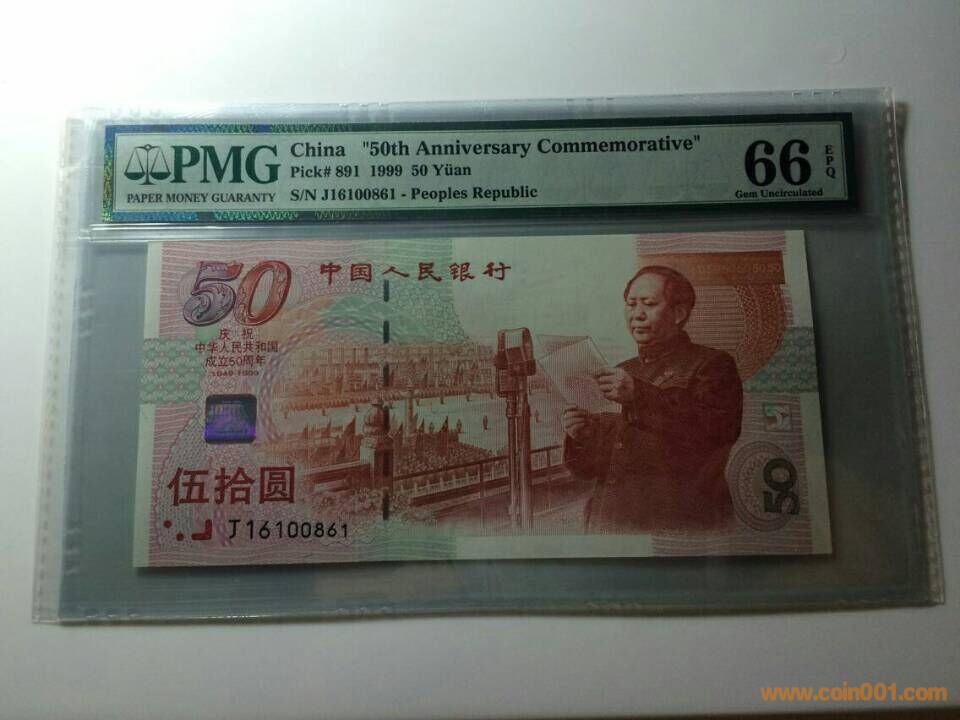 PMG
PAPER MONEY GUARANTY
China "50th Anniversary Commemorative"
Pick# 891 1999 50 Yüan
S/N J16100861 - Peoples Republic
66
EPQ
Gem Uncirculated
50
中国人民银行
庆祝
中华人民共和国
成立50周年
1949-1999
伍拾圆
J16100861
50
www.coin001.com